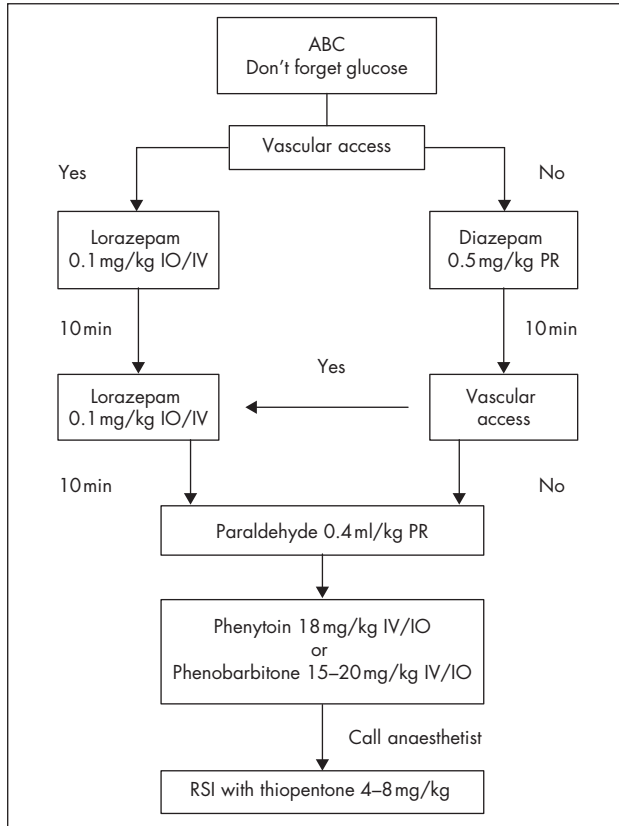 ABC
Don't forget glucose
Vascular access
Yes
No
Lorazepam
0.1 mg/kg IO/IV
Diazepam
0.5 mg/kg PR
10 min
10 min
Yes
Lorazepam
0.1 mg/kg IO/IV
Vascular
access
10 min
No
Paraldehyde 0.4 ml/kg PR
Phenytoin 18 mg/kg IV/IO
or
Phenobarbitone 15–20 mg/kg IV/IO
Call anaesthetist
RSI with thiopentone 4–8 mg/kg